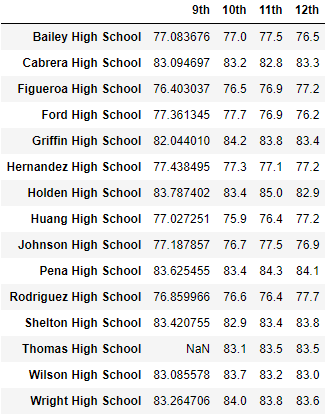 9th 10th 11th 12th
Bailey High School 77.083676 77.0 77.5 76.5
Cabrera High School 83.094697 83.2 82.8 83.3
Figueroa High School 76.403037 76.5 76.9 77.2
Ford High School 77.361345 77.7 76.9 76.2
Griffin High School 82.044010 84.2 83.8 83.4
Hernandez High School 77.438495 77.3 77.1 77.2
Holden High School 83.787402 83.4 85.0 82.9
Huang High School 77.027251 75.9 76.4 77.2
Johnson High School 77.187857 76.7 77.5 76.9
Pena High School 83.625455 83.4 84.3 84.1
Rodriguez High School 76.859966 76.6 76.4 77.7
Shelton High School 83.420755 82.9 83.4 83.8
Thomas High School NaN 83.1 83.5 83.5
Wilson High School 83.085578 83.7 83.2 83.0
Wright High School 83.264706 84.0 83.8 83.6